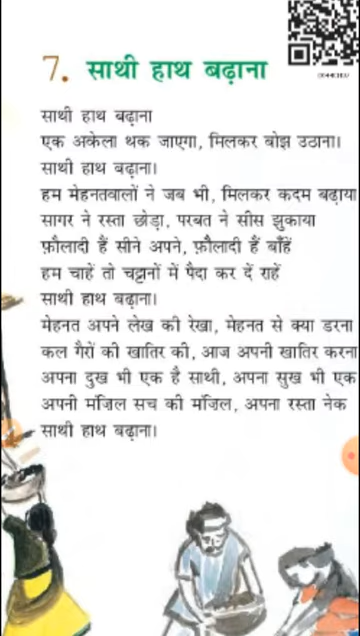 7. साथी हाथ बढ़ाना
साथी हाथ बढ़ाना
एक अकेला थक जाएगा, मिलकर बोझ उठाना।
साथी हाथ बढ़ाना।
हम मेहनतवालों ने जब भी, मिलकर कदम बढ़ाया
सागर ने रस्ता छोड़ा, परबत ने सीस झुकाया
फ़ौलादी हैं सीने अपने, फ़ौलादी हैं बाँहें
हम चाहें तो चट्टानों में पैदा कर दें राहें
साथी हाथ बढ़ाना।
मेहनत अपने लेख की रेखा, मेहनत से क्या डरना
कल गैरों की खातिर की, आज अपनी खातिर करना
अपना दुख भी एक है साथी, अपना सुख भी एक
अपनी मंज़िल सच की मंज़िल, अपना रस्ता नेक
साथी हाथ बढ़ाना।